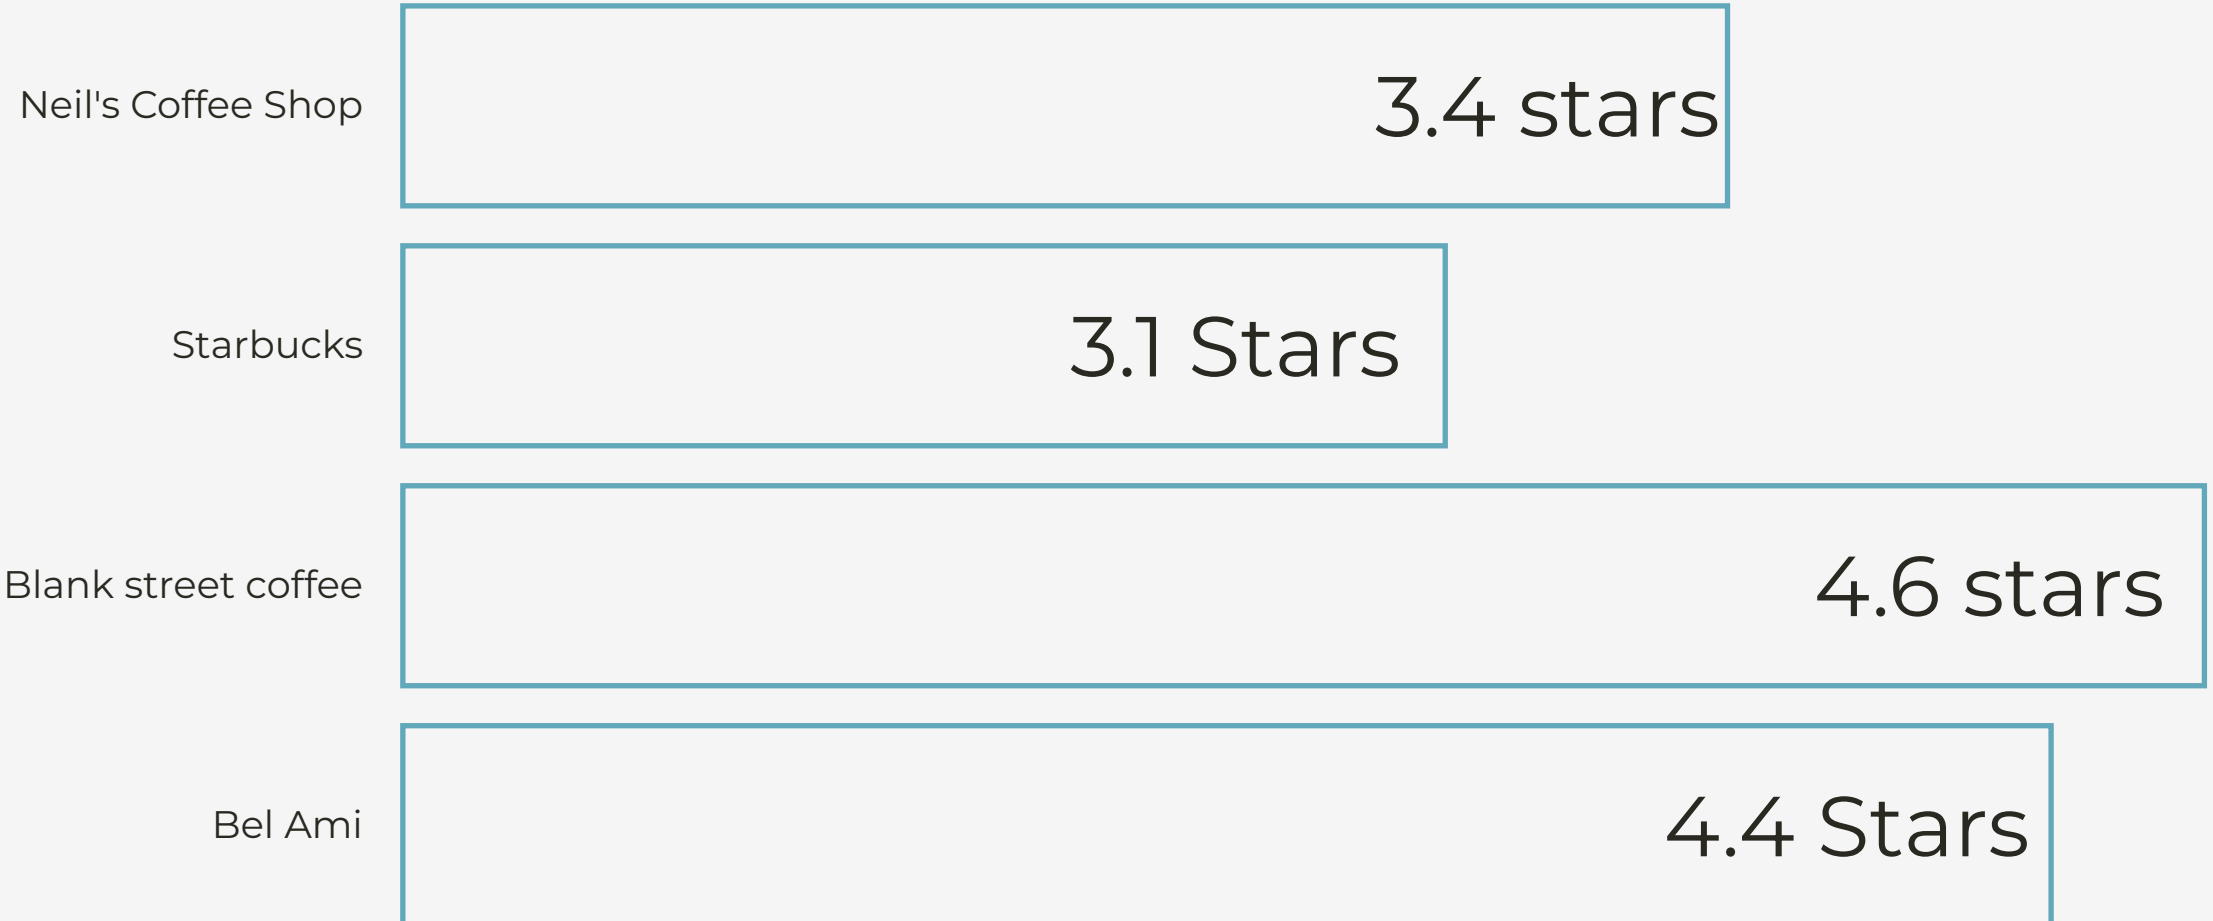 Neil's Coffee Shop
3.4 stars
Starbucks
3.1 Stars
Blank street coffee
4.6 stars
Bel Ami
4.4 Stars